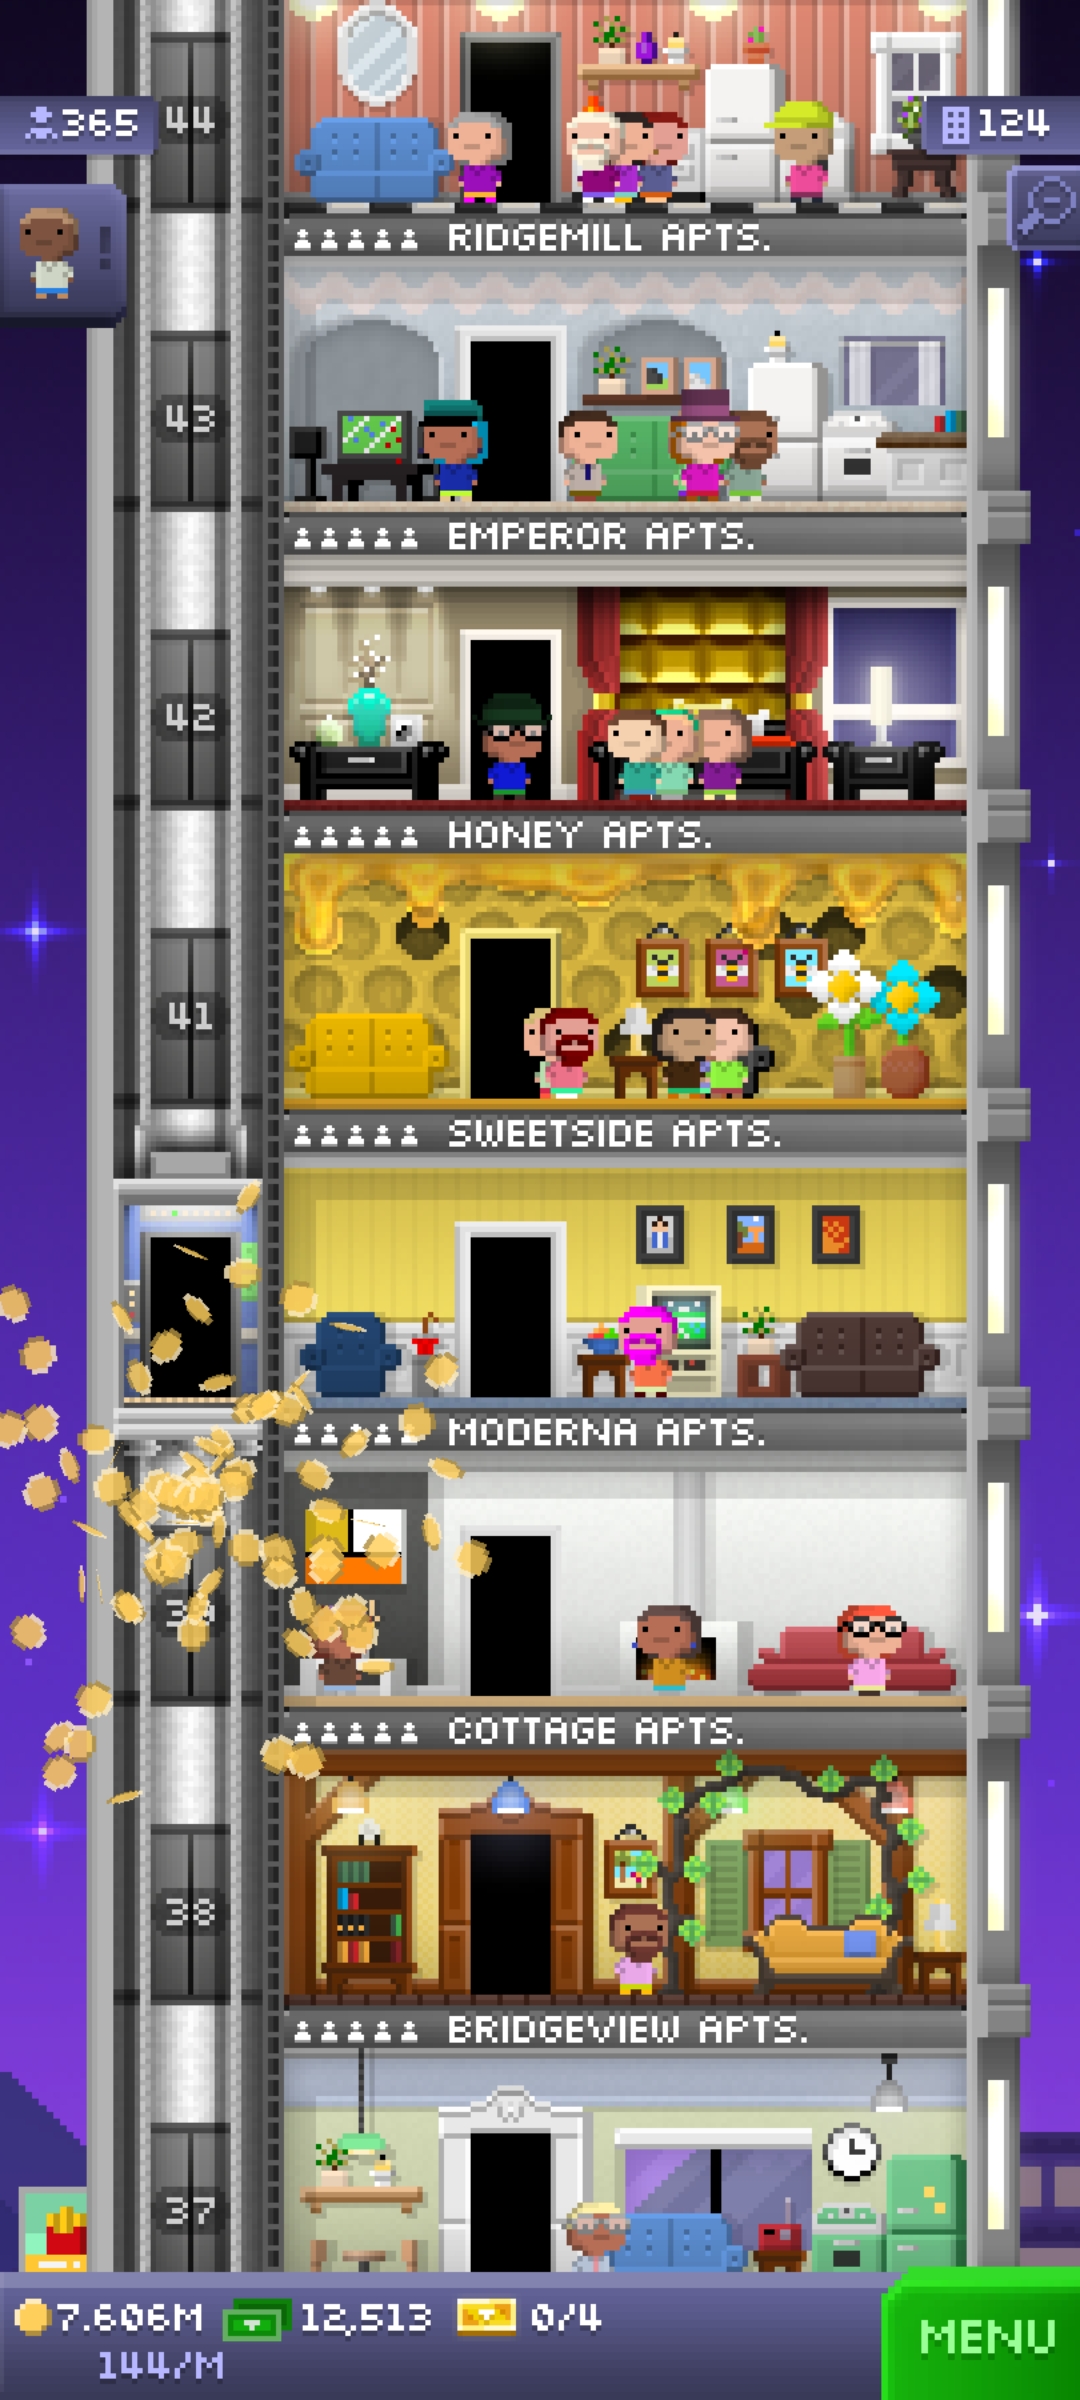 365
44
124
!
RIDGEMILL APTS.
43
EMPEROR APTS.
42
HONEY APTS.
41
SWEETSIDE APTS.
MODERNA APTS.
39
COTTAGE APTS.
38
BRIDGEVIEW APTS.
37
7.606M
12,513
0/4
144/M
MENU